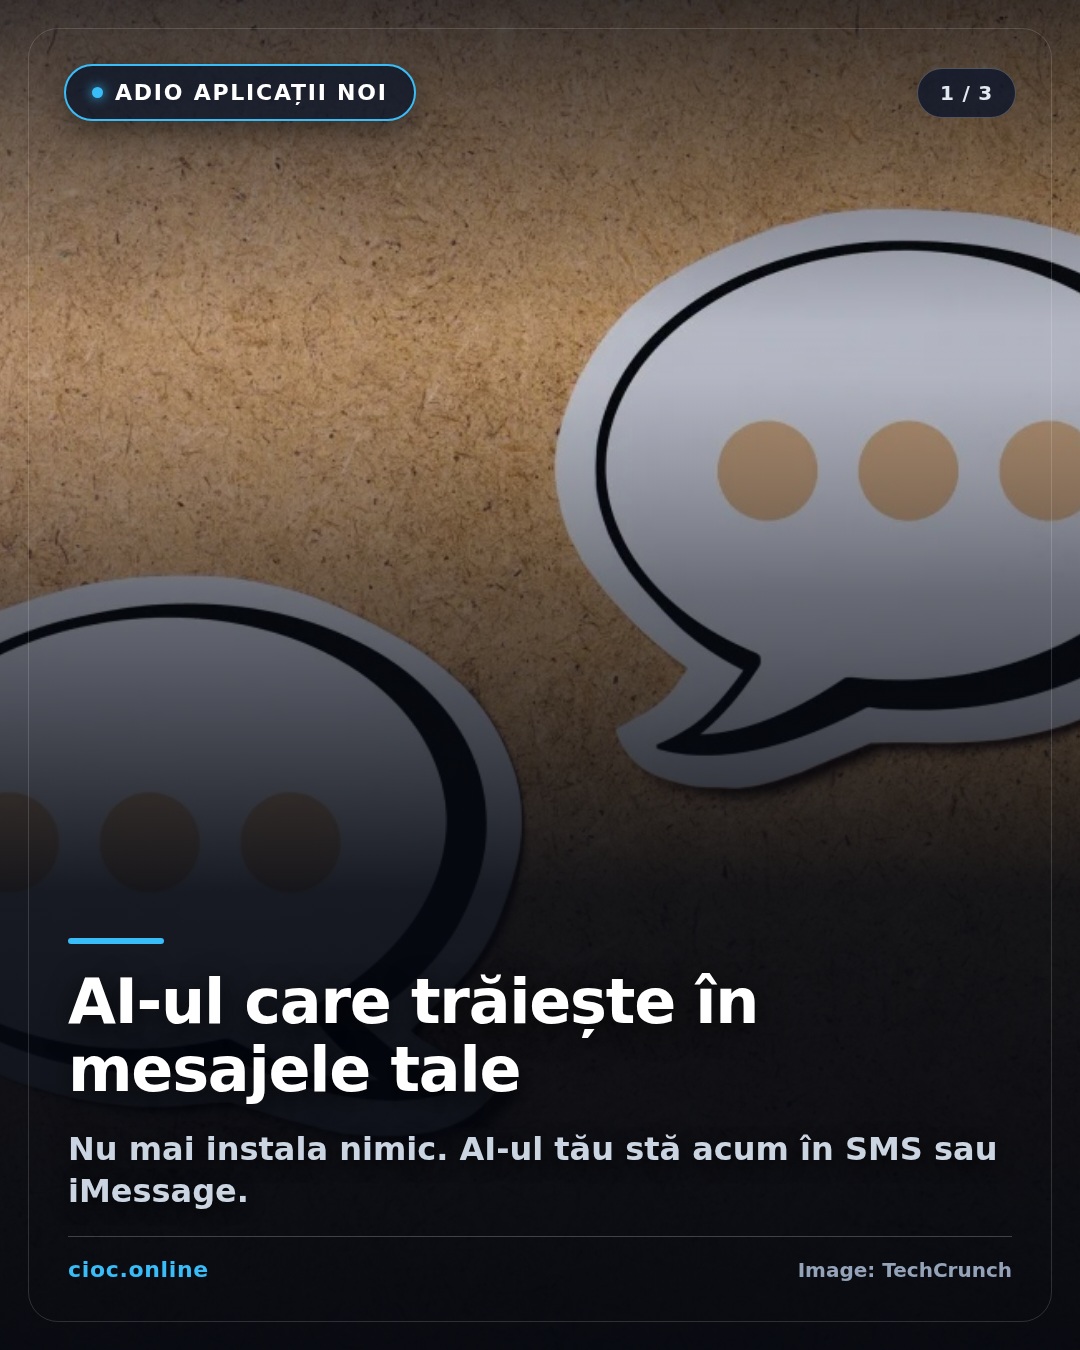 ADIO APLICAȚII NOI
1 / 3
AI-ul care trăiește în
mesajele tale
Nu mai instala nimic. AI-ul tău stă acum în SMS sau
iMessage.
cioc.online
Image: TechCrunch